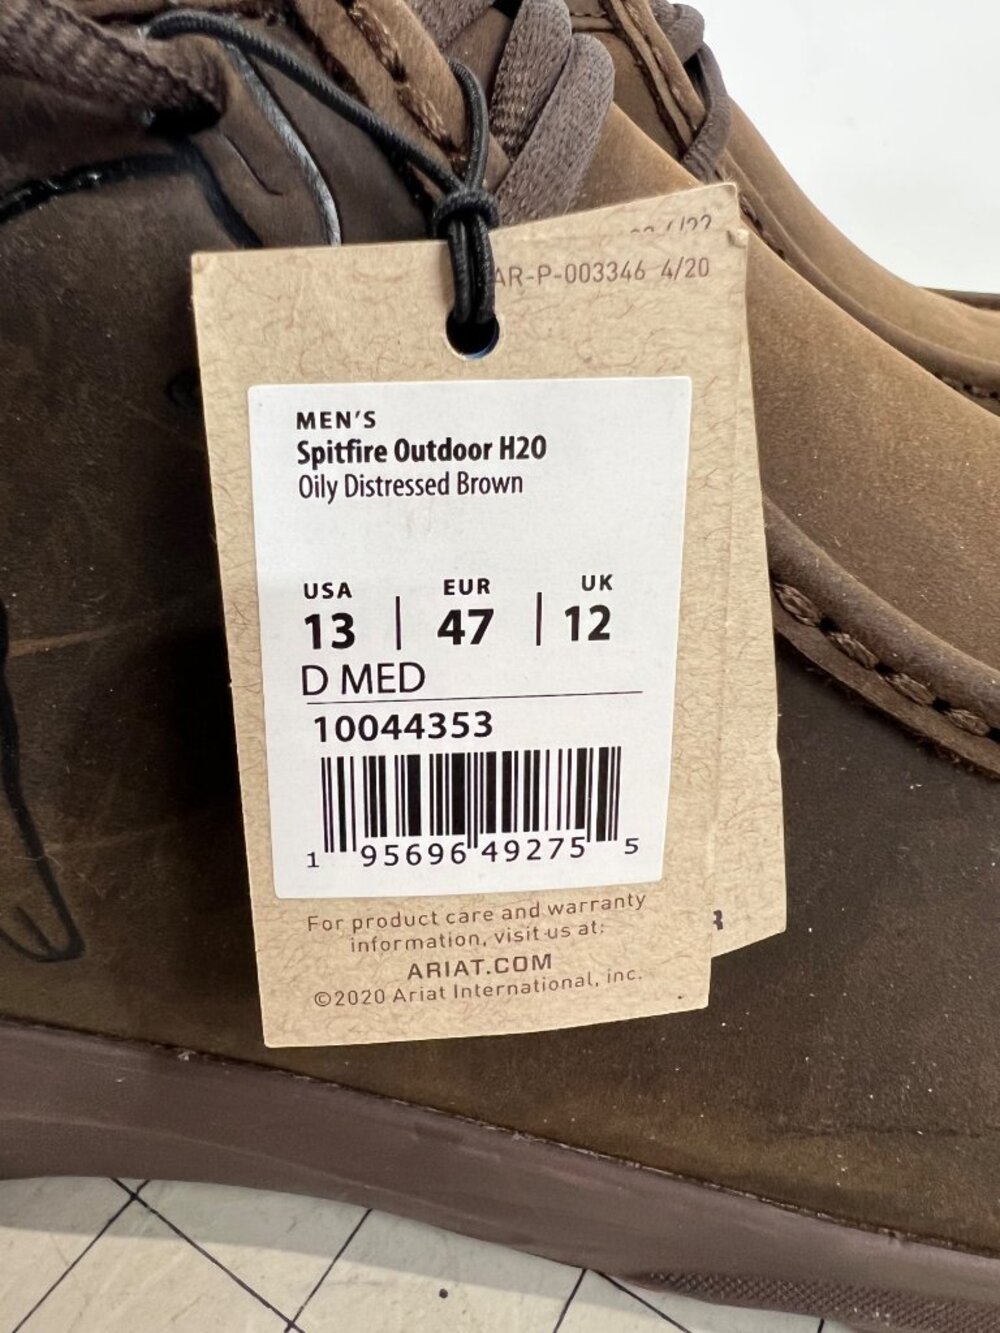 AR-P-003346 4/20
MEN'S
Spitfire Outdoor H20
Oily Distressed Brown
USA EUR UK
13 | 47 | 12
D MED
10044353
1 95696 49275 5
For product care and warranty
information, visit us at:
ARIAT.COM
©2020 Ariat International, inc.